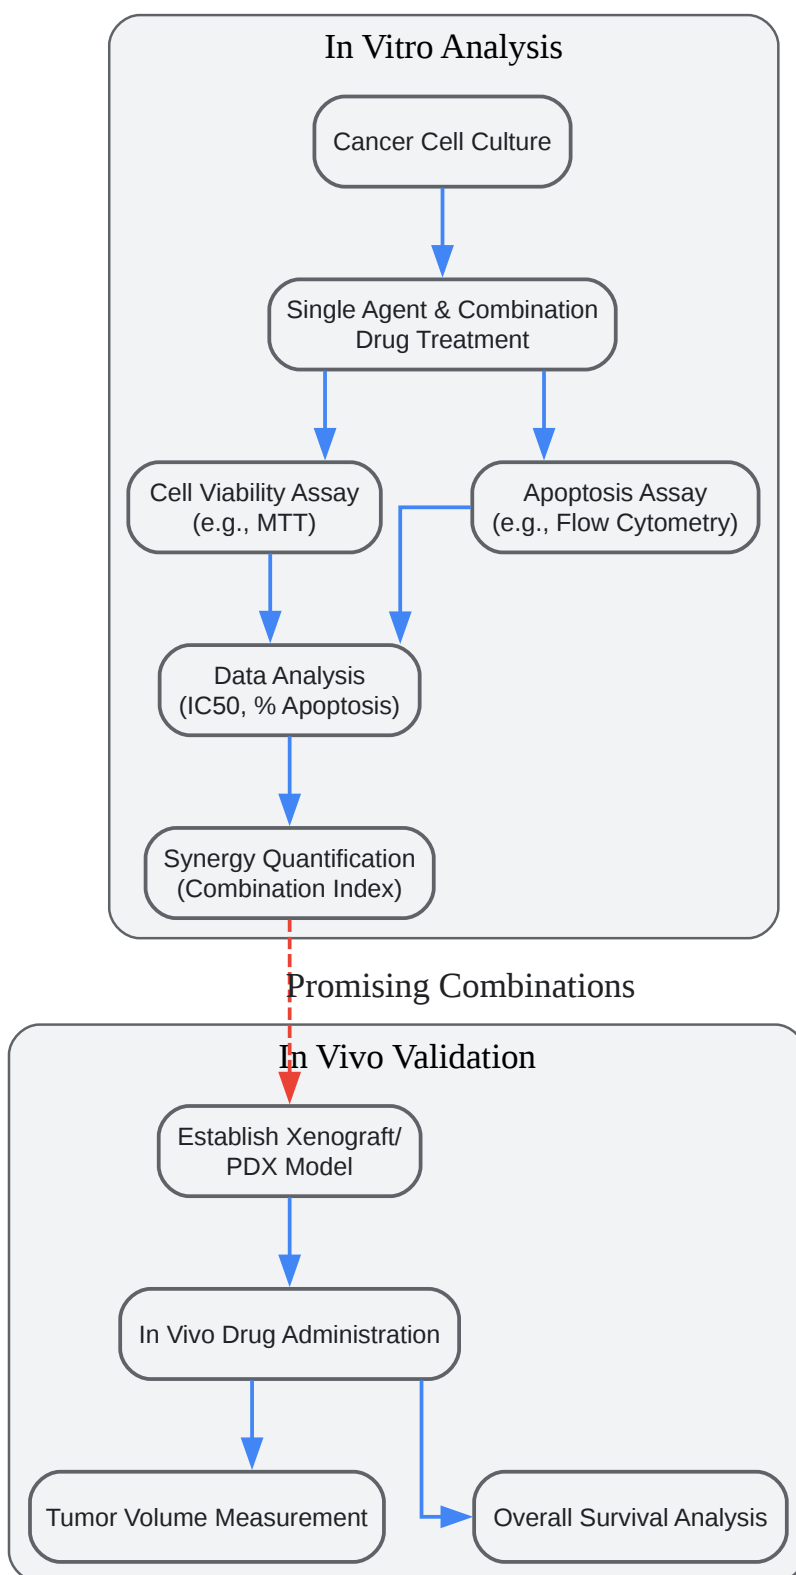 In Vitro Analysis
Cancer Cell Culture
Single Agent & Combination
Drug Treatment
Cell Viability Assay
(e.g., MTT)
Apoptosis Assay
(e.g., Flow Cytometry)
Data Analysis
(IC50, % Apoptosis)
Synergy Quantification
(Combination Index)
Promising Combinations
In Vivo Validation
Establish Xenograft/
PDX Model
In Vivo Drug Administration
Tumor Volume Measurement
Overall Survival Analysis